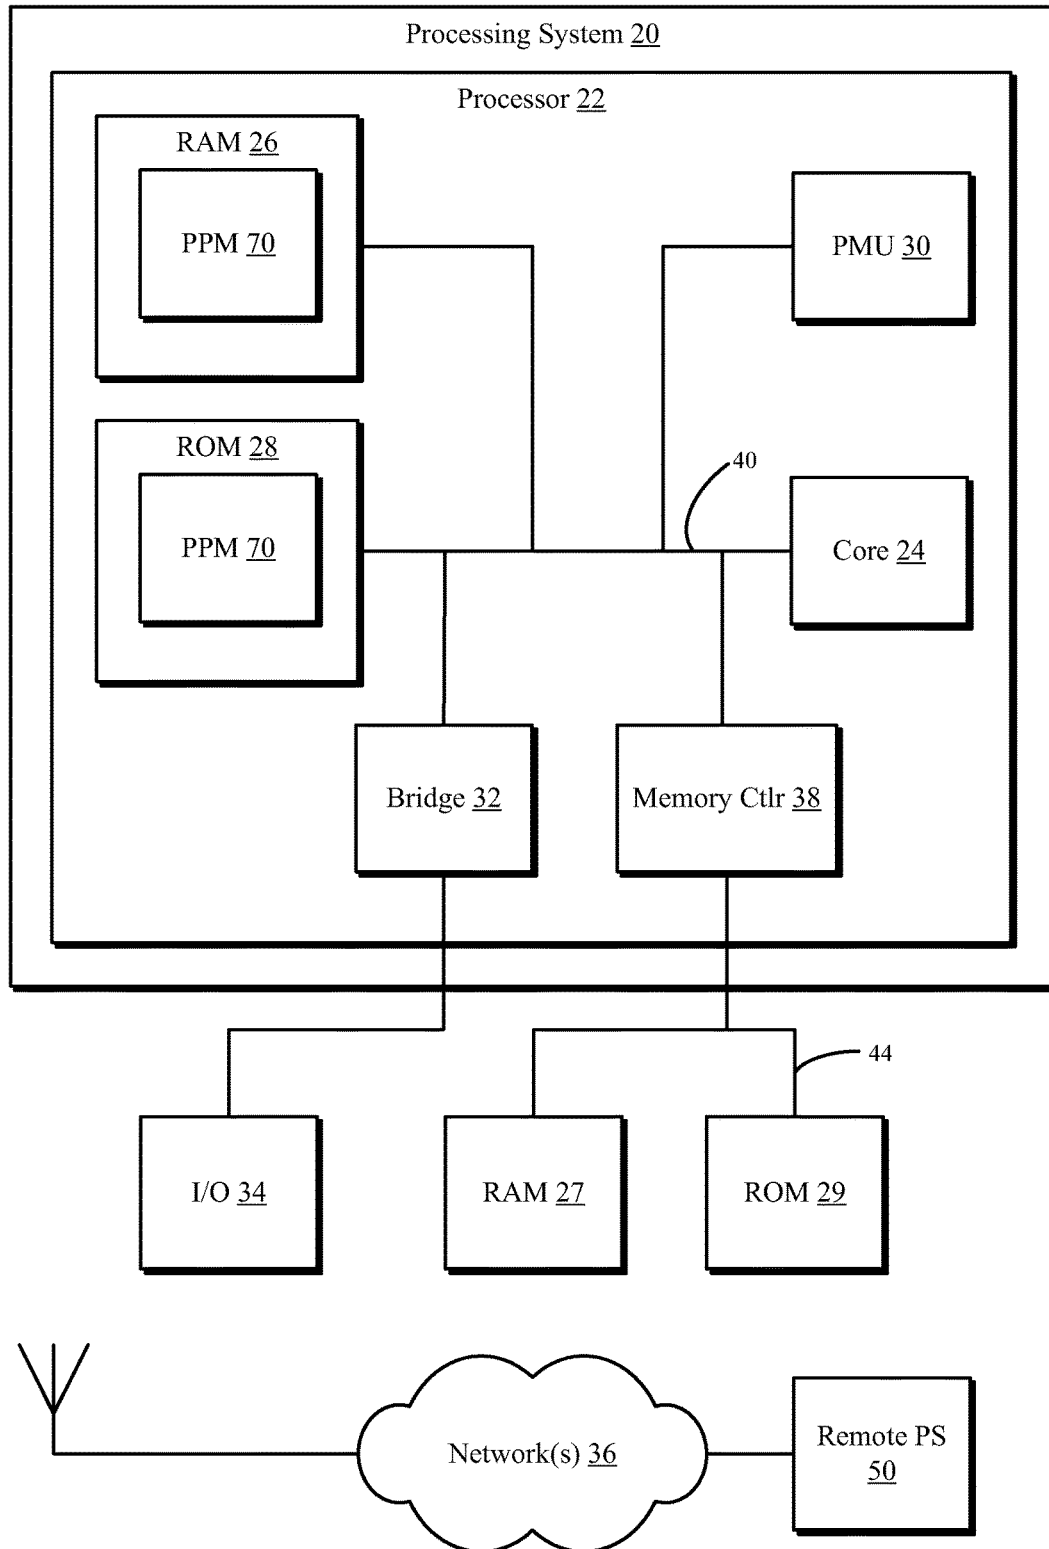 Processing System 20
Processor 22
RAM 26
PPM 70
PMU 30
ROM 28
PPM 70
40
Core 24
Bridge 32
Memory Ctlr 38
44
I/O 34
RAM 27
ROM 29
Network(s) 36
Remote PS
50